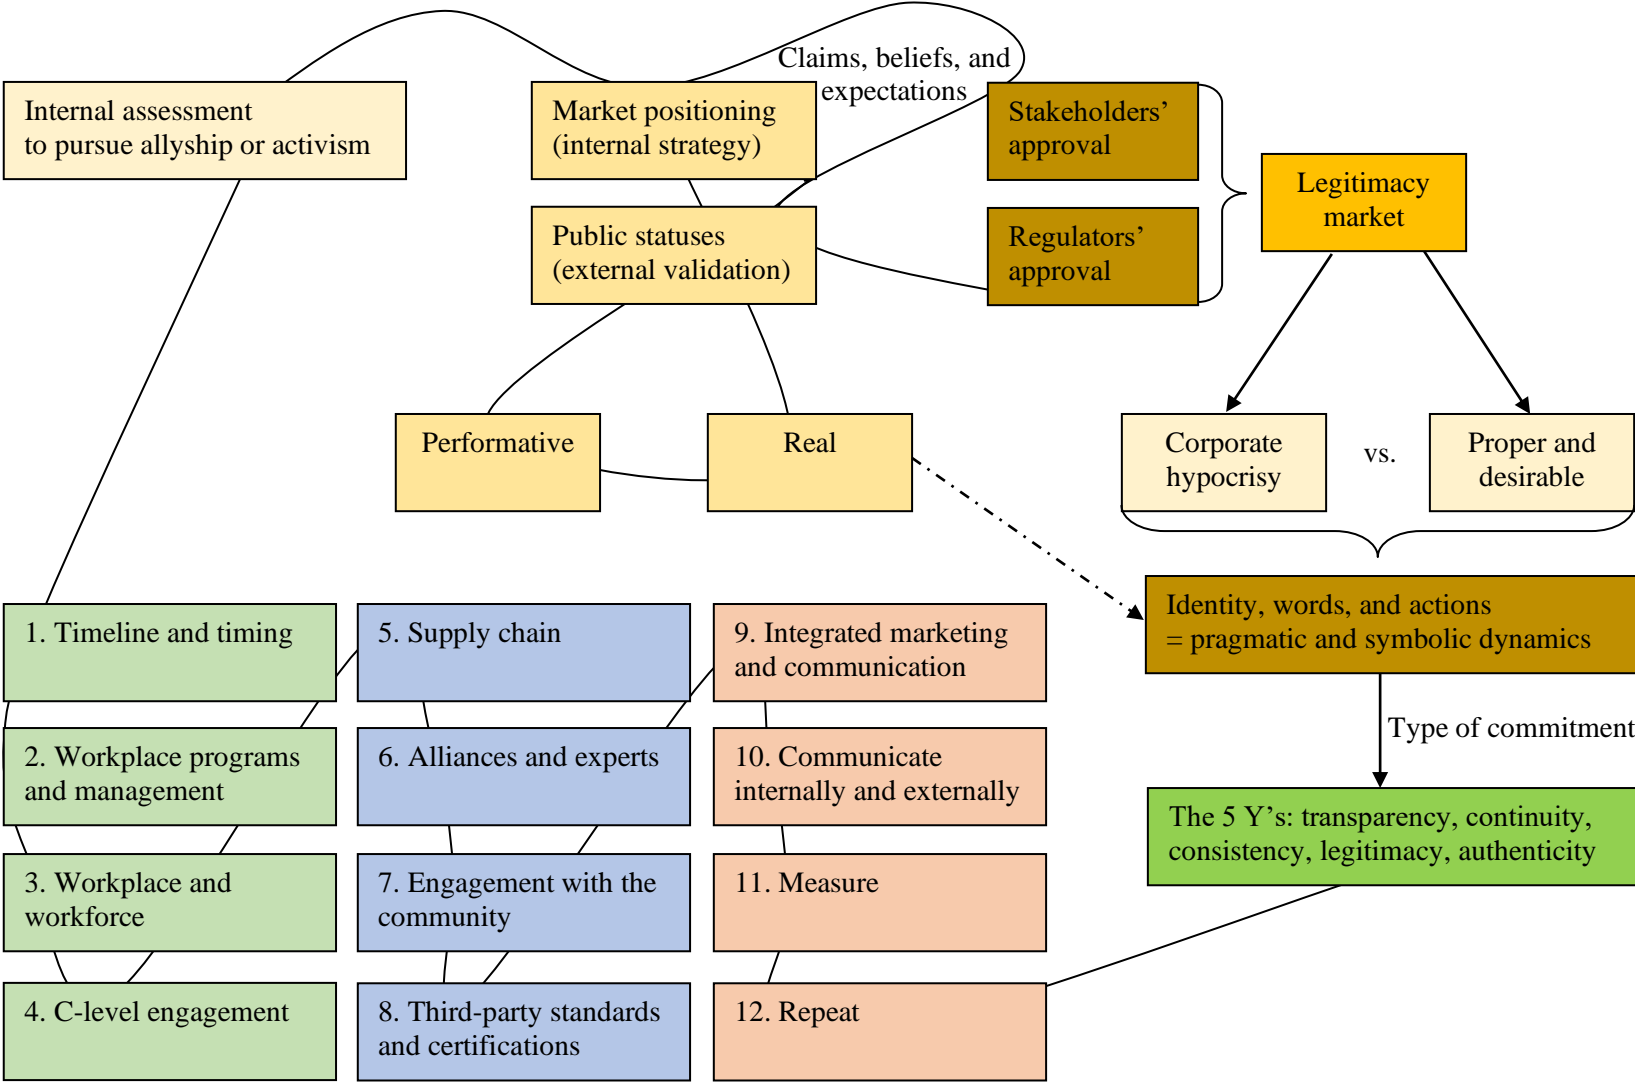 Claims, beliefs, and
expectations
Internal assessment
to pursue allyship or activism
Market positioning
(internal strategy)
Stakeholders’
approval
Legitimacy
market
Public statuses
(external validation)
Regulators’
approval
Performative
Real
Corporate
hypocrisy
vs.
Proper and
desirable
Identity, words, and actions
= pragmatic and symbolic dynamics
Type of commitment
The 5 Y’s: transparency, continuity,
consistency, legitimacy, authenticity
1. Timeline and timing
2. Workplace programs
and management
3. Workplace and
workforce
4. C-level engagement
5. Supply chain
6. Alliances and experts
7. Engagement with the
community
8. Third-party standards
and certifications
9. Integrated marketing
and communication
10. Communicate
internally and externally
11. Measure
12. Repeat